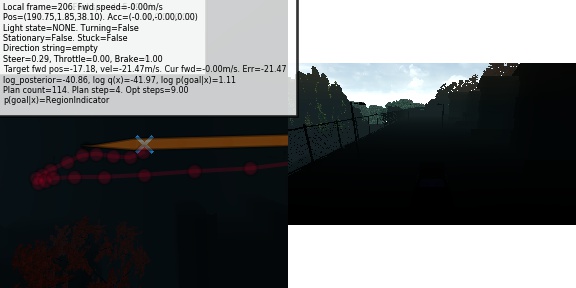 Local frame=206. Fwd speed=-0.00m/s
Pos=(190.75,1.85,38.10). Acc=(-0.00,-0.00,0.00)
Light state=NONE. Turning=False
Stationary=False. Stuck=False
Direction string=empty
Steer=0.29, Throttle=0.00, Brake=1.00
Target fwd pos=-17.18, vel=-21.47m/s. Cur fwd=-0.00m/s. Err=-21.47
log_posterior=-40.86, log q(x)=-41.97, log p(goal|x)=1.11
Plan count=114. Plan step=4. Opt steps=9.00
p(goal|x)=RegionIndicator